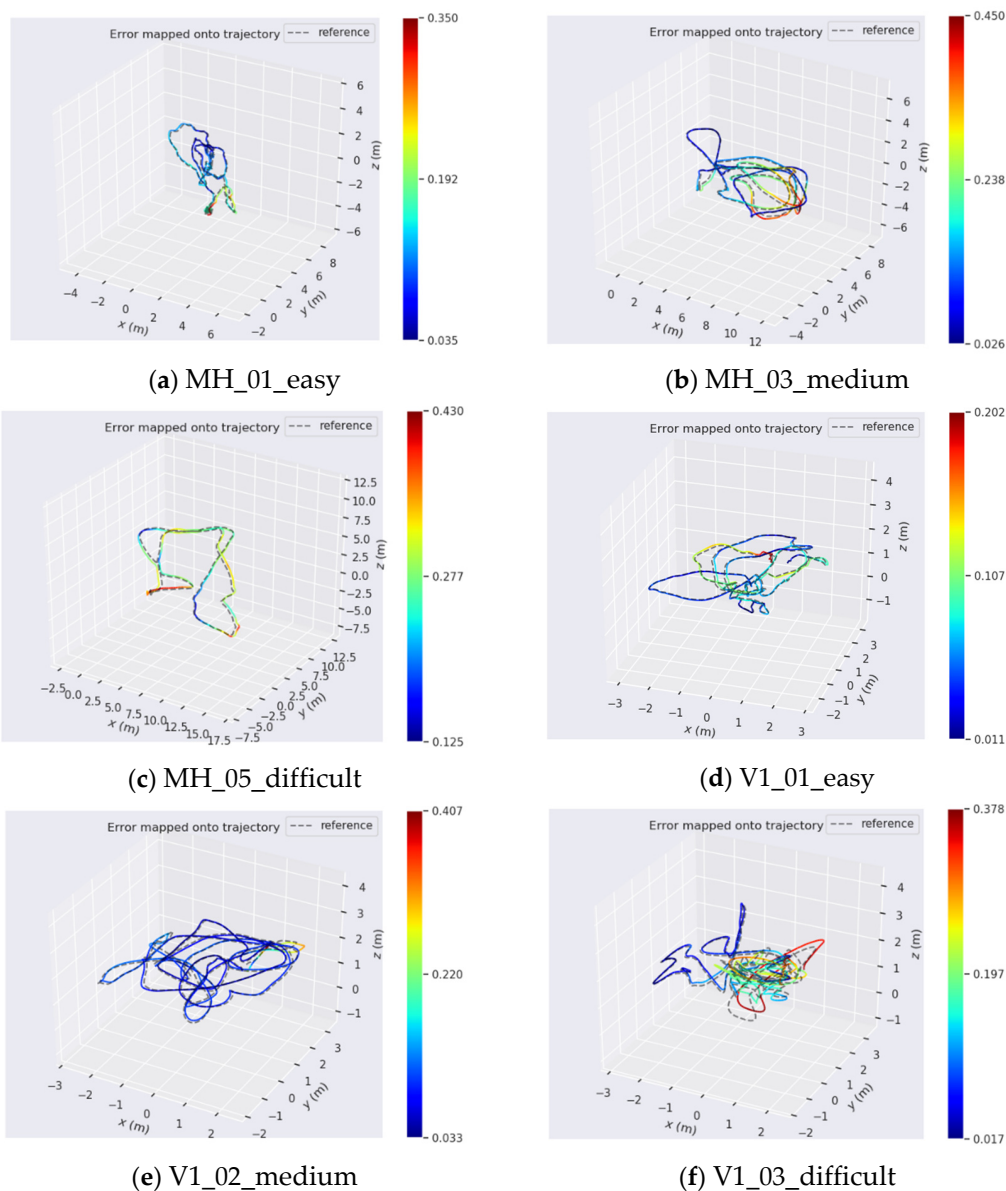 Error mapped onto trajectory --- reference
0.350
0.192
0.035
6
4
2
0
−2
−4
−6
z (m)
−4 −2 0 2 4 6
x (m)
−2 0 2 4 6 8
y (m)
(a) MH_01_easy
Error mapped onto trajectory --- reference
0.450
0.238
0.026
6
4
2
0
−2
−4
−6
z (m)
0 2 4 6 8 10 12
x (m)
−4 −2 0 2 4 6 8
y (m)
(b) MH_03_medium
Error mapped onto trajectory --- reference
0.430
0.277
0.125
12.5
10.0
7.5
5.0
2.5
0.0
−2.5
−5.0
−7.5
z (m)
−2.5 0.0 2.5 5.0 7.5 10.0 12.5 15.0 17.5
x (m)
−7.5 −5.0 −2.5 0.0 2.5 5.0 7.5 10.0 12.5
y (m)
(c) MH_05_difficult
Error mapped onto trajectory --- reference
0.202
0.107
0.011
4
3
2
1
0
−1
z (m)
−3 −2 −1 0 1 2 3
x (m)
−2 −1 0 1 2 3
y (m)
(d) V1_01_easy
Error mapped onto trajectory --- reference
0.407
0.220
0.033
4
3
2
1
0
−1
z (m)
−3 −2 −1 0 1 2
x (m)
−2 −1 0 1 2 3
y (m)
(e) V1_02_medium
Error mapped onto trajectory --- reference
0.378
0.197
0.017
4
3
2
1
0
−1
z (m)
−3 −2 −1 0 1 2
x (m)
−2 −1 0 1 2 3
y (m)
(f) V1_03_difficult